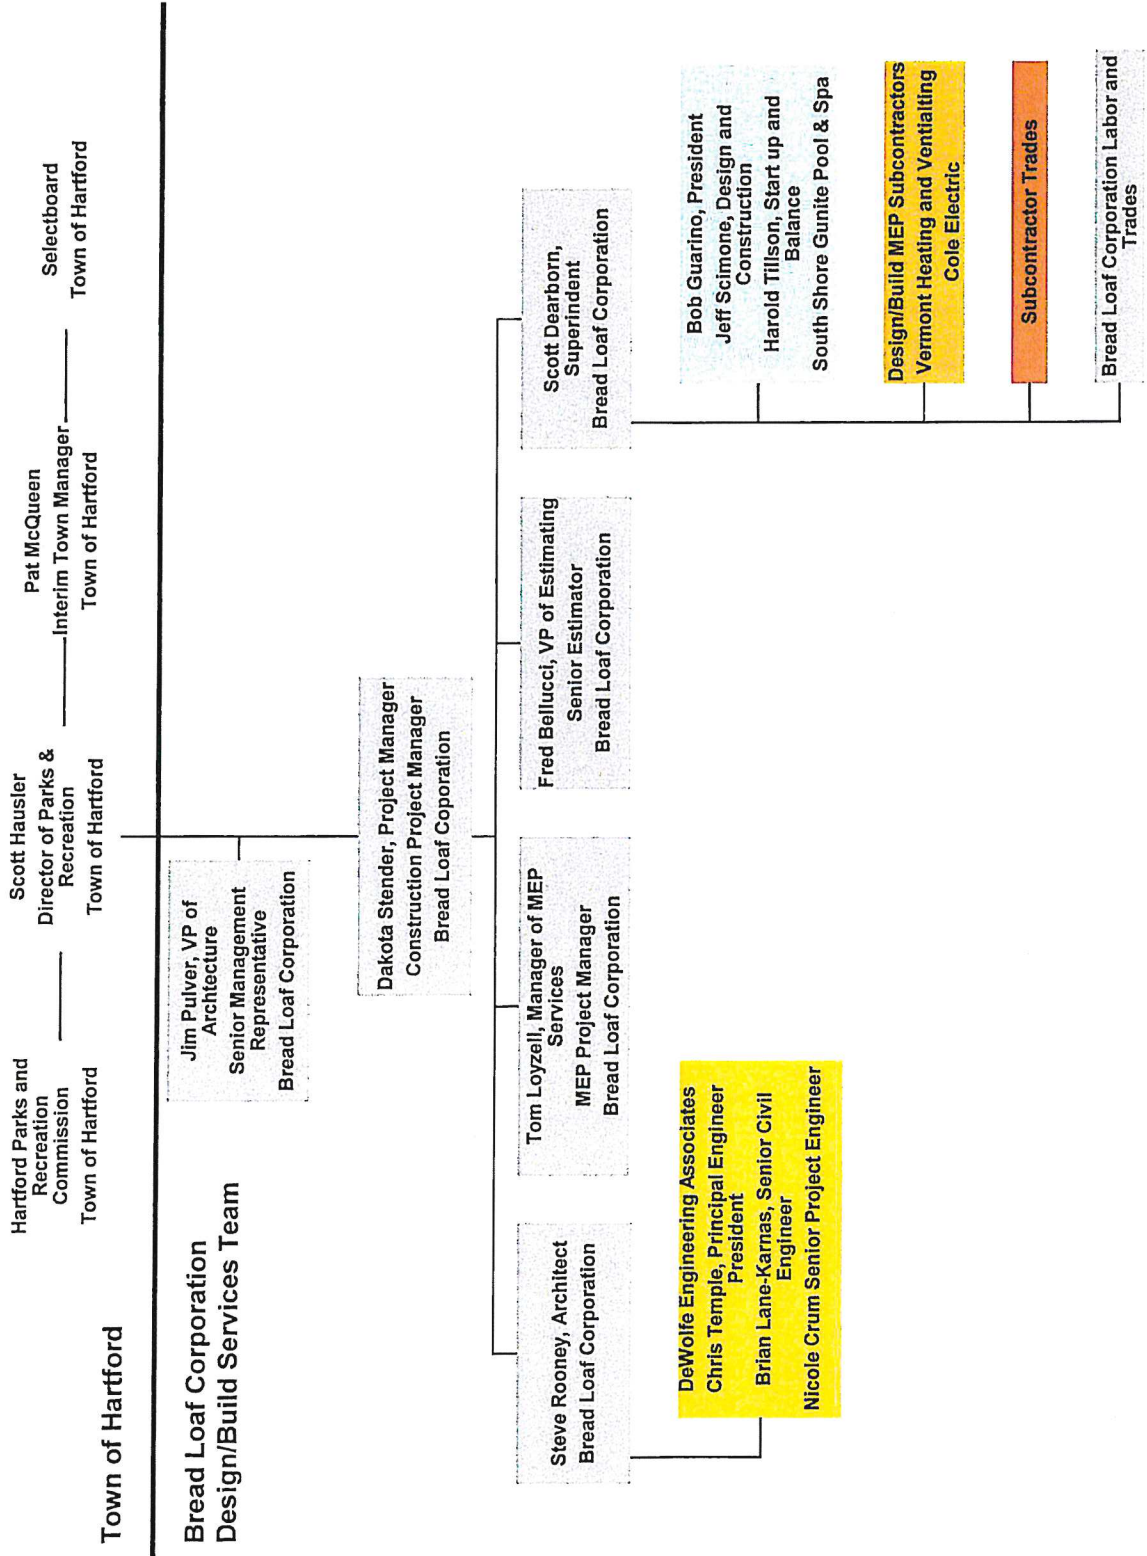 Town of Hartford
Hartford Parks and
Recreation
Commission
Town of Hartford
Scott Hausler
Director of Parks &
Recreation
Town of Hartford
Pat McQueen
Interim Town Manager
Town of Hartford
Selectboard
Town of Hartford
Bread Loaf Corporation
Design/Build Services Team
Jim Pulver, VP of
Archtecture
Senior Management
Representative
Bread Loaf Corporation
Dakota Stender, Project Manager
Construction Project Manager
Bread Loaf Coporation
Steve Rooney, Architect
Bread Loaf Corporation
Tom Loyzell, Manager of MEP
Services
MEP Project Manager
Bread Loaf Corporation
Fred Bellucci, VP of Estimating
Senior Estimator
Bread Loaf Corporation
Scott Dearborn,
Superindent
Bread Loaf Corporation
DeWolfe Engineering Associates
Chris Temple, Principal Engineer
President
Brian Lane-Karnas, Senior Civil
Engineer
Nicole Crum Senior Project Engineer
Bob Guarino, President
Jeff Scimone, Design and
Construction
Harold Tillson, Start up and
Balance
South Shore Gunite Pool & Spa
Design/Build MEP Subcontractors
Vermont Heating and Ventialting
Cole Electric
Subcontractor Trades
Bread Loaf Corporation Labor and
Trades